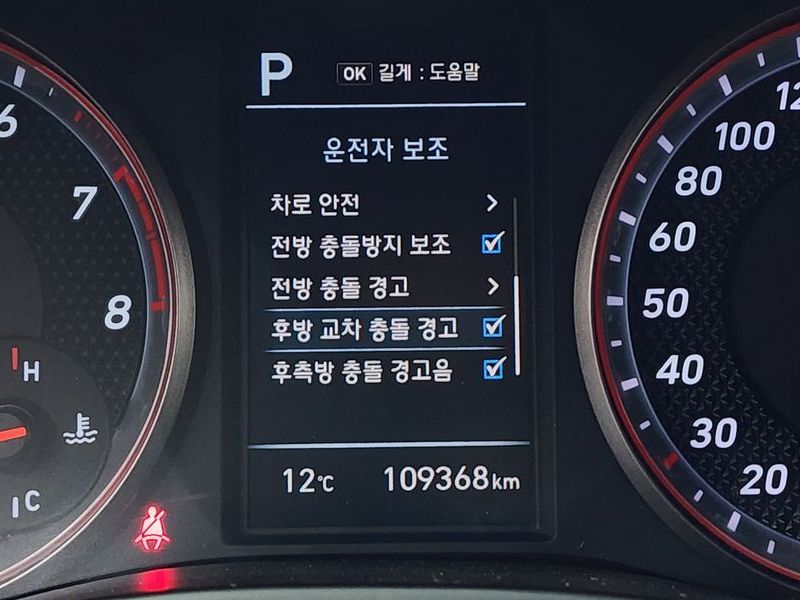 P
OK 길게 : 도움말
운전자 보조
차로 안전
전방 충돌방지 보조
전방 충돌 경고
후방 교차 충돌 경고
후측방 충돌 경고음
12℃ 109368km
6
7
8
H
C
100
80
60
50
40
30
20